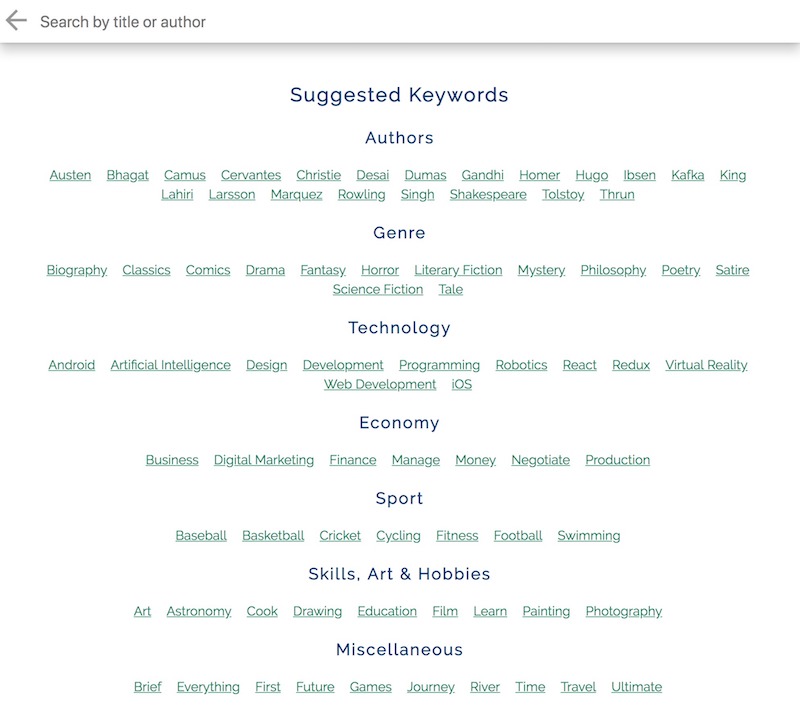 Search by title or author
Suggested Keywords
Authors
Austen Bhagat Camus Cervantes Christie Desai Dumas Gandhi Homer Hugo Ibsen Kafka King
Lahiri Larsson Marquez Rowling Singh Shakespeare Tolstoy Thrun
Genre
Biography Classics Comics Drama Fantasy Horror Literary Fiction Mystery Philosophy Poetry Satire
Science Fiction Tale
Technology
Android Artificial Intelligence Design Development Programming Robotics React Redux Virtual Reality
Web Development iOS
Economy
Business Digital Marketing Finance Manage Money Negotiate Production
Sport
Baseball Basketball Cricket Cycling Fitness Football Swimming
Skills, Art & Hobbies
Art Astronomy Cook Drawing Education Film Learn Painting Photography
Miscellaneous
Brief Everything First Future Games Journey River Time Travel Ultimate